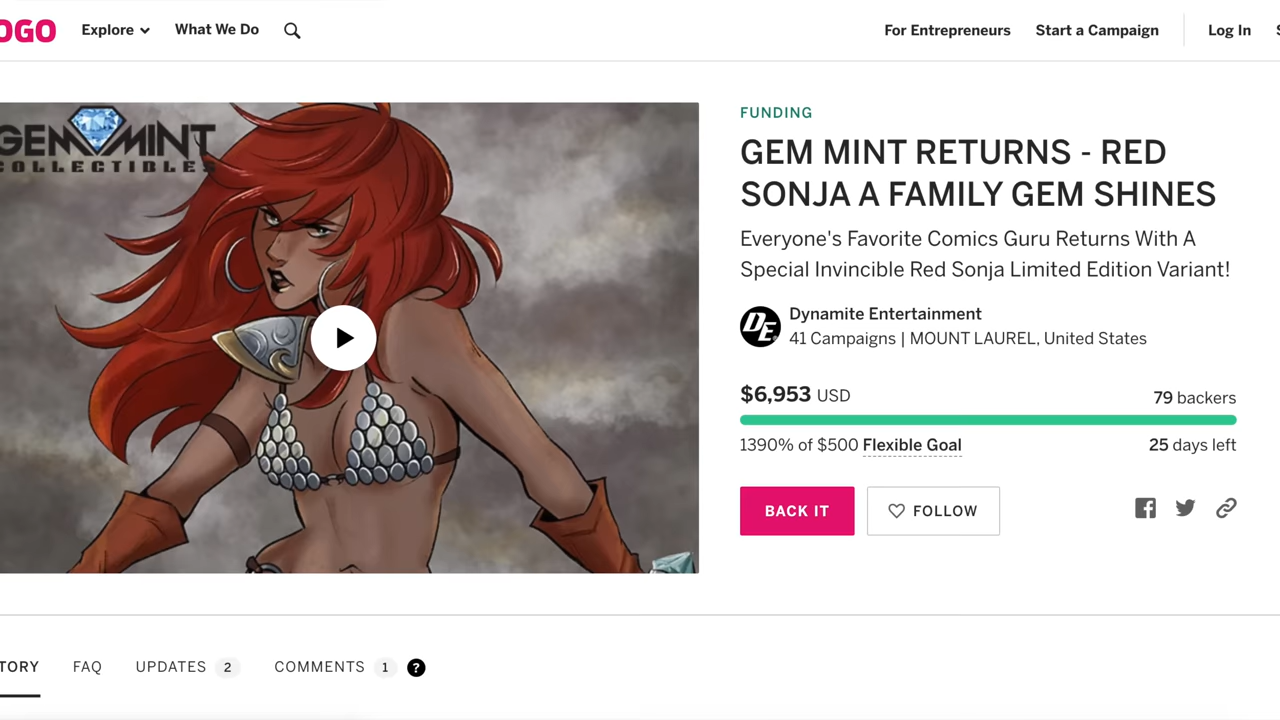 OGO
Explore
What We Do
For Entrepreneurs
Start a Campaign
Log In
GEM MINT
COLLECTIBLES
FUNDING
GEM MINT RETURNS - RED
SONJA A FAMILY GEM SHINES
Everyone's Favorite Comics Guru Returns With A
Special Invincible Red Sonja Limited Edition Variant!
DE
Dynamite Entertainment
41 Campaigns | MOUNT LAUREL, United States
$6,953 USD
79 backers
1390% of $500 Flexible Goal
25 days left
BACK IT
FOLLOW
TORY
FAQ
UPDATES 2
COMMENTS 1 ?